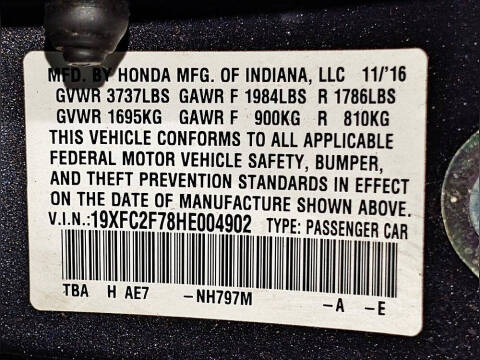 MFD. BY HONDA MFG. OF INDIANA, LLC 11/'16
GVWR 3737LBS GAWR F 1984LBS R 1786LBS
GVWR 1695KG GAWR F 900KG R 810KG
THIS VEHICLE CONFORMS TO ALL APPLICABLE
FEDERAL MOTOR VEHICLE SAFETY, BUMPER,
AND THEFT PREVENTION STANDARDS IN EFFECT
ON THE DATE OF MANUFACTURE SHOWN ABOVE.
V.I.N.:19XFC2F78HE004902 TYPE: PASSENGER CAR
TBA H AE7 -NH797M -A -E